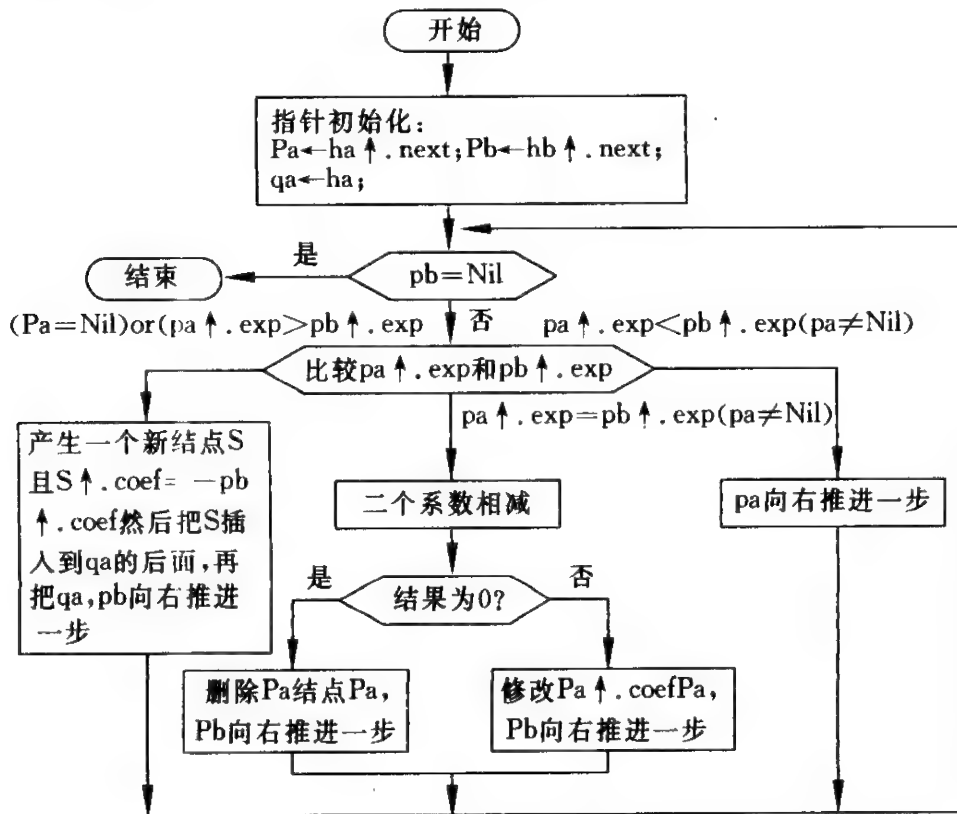 开始
指针初始化：
Pa←ha↑.next;Pb←hb↑.next;
qa←ha;
是
pb=Nil
结束
(Pa=Nil)or(pa↑.exp>pb↑.exp
否
pa↑.exp<pb↑.exp(pa≠Nil)
比较pa↑.exp和pb↑.exp
pa↑.exp=pb↑.exp(pa≠Nil)
产生一个新结点S
且S↑.coef= -pb
↑.coef然后把S插
入到qa的后面,再
把qa,pb向右推进
一步
二个系数相减
pa向右推进一步
是
否
结果为0?
删除Pa结点Pa,
Pb向右推进一步
修改Pa↑.coefPa,
Pb向右推进一步